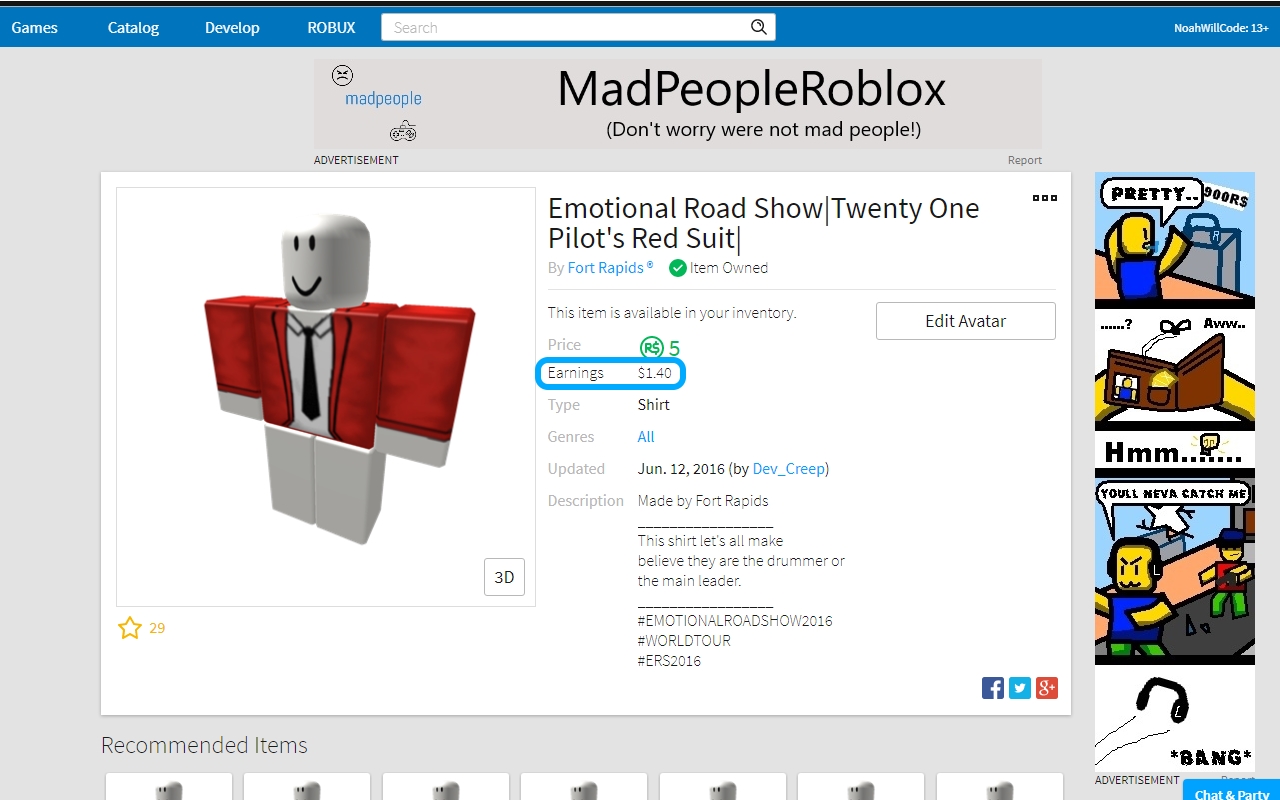 Games Catalog Develop ROBUX Search NoahWillCode: 13+
madpeople
MadPeopleRoblox
(Don't worry were not mad people!)
ADVERTISEMENT Report
Emotional Road Show|Twenty One
Pilot's Red Suit|
By Fort Rapids ® Item Owned
This item is available in your inventory.
Edit Avatar
Price R$ 5
Earnings $1.40
Type Shirt
Genres All
Updated Jun. 12, 2016 (by Dev_Creep)
Description Made by Fort Rapids
_________________
This shirt let's all make
believe they are the drummer or
the main leader.
_________________
#EMOTIONALROADSHOW2016
#WORLDTOUR
#ERS2016
3D
29
PRETTY.. 900R$
R
......? Aww..
Hmm.......
YOULL NEVA CATCH ME
*BANG*
ADVERTISEMENT Report
Recommended Items
Chat & Party